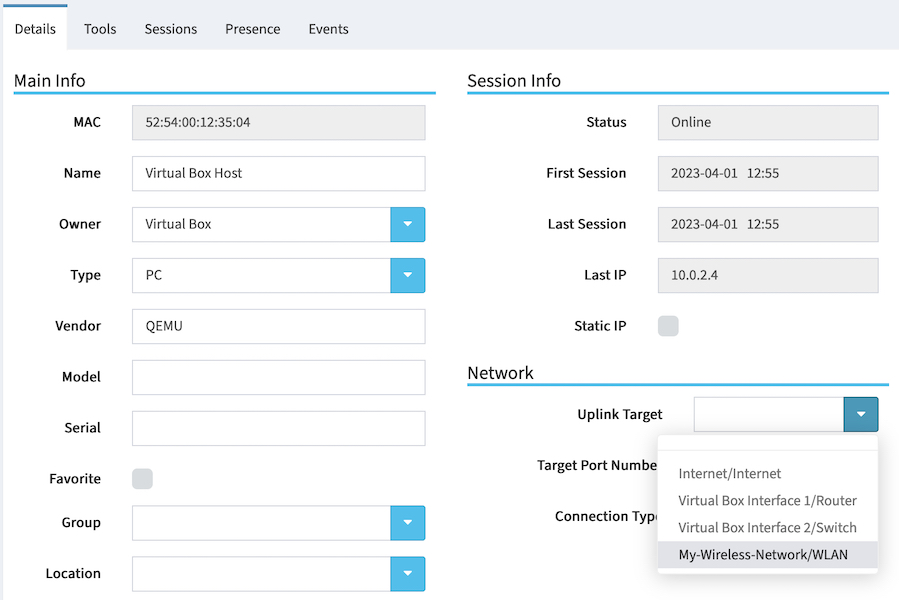 Details Tools Sessions Presence Events
Main Info
MAC 52:54:00:12:35:04
Name Virtual Box Host
Owner Virtual Box
Type PC
Vendor QEMU
Model
Serial
Favorite
Group
Location
Session Info
Status Online
First Session 2023-04-01 12:55
Last Session 2023-04-01 12:55
Last IP 10.0.2.4
Static IP
Network
Uplink Target
Target Port Numbe
Connection Typ
Internet/Internet
Virtual Box Interface 1/Router
Virtual Box Interface 2/Switch
My-Wireless-Network/WLAN